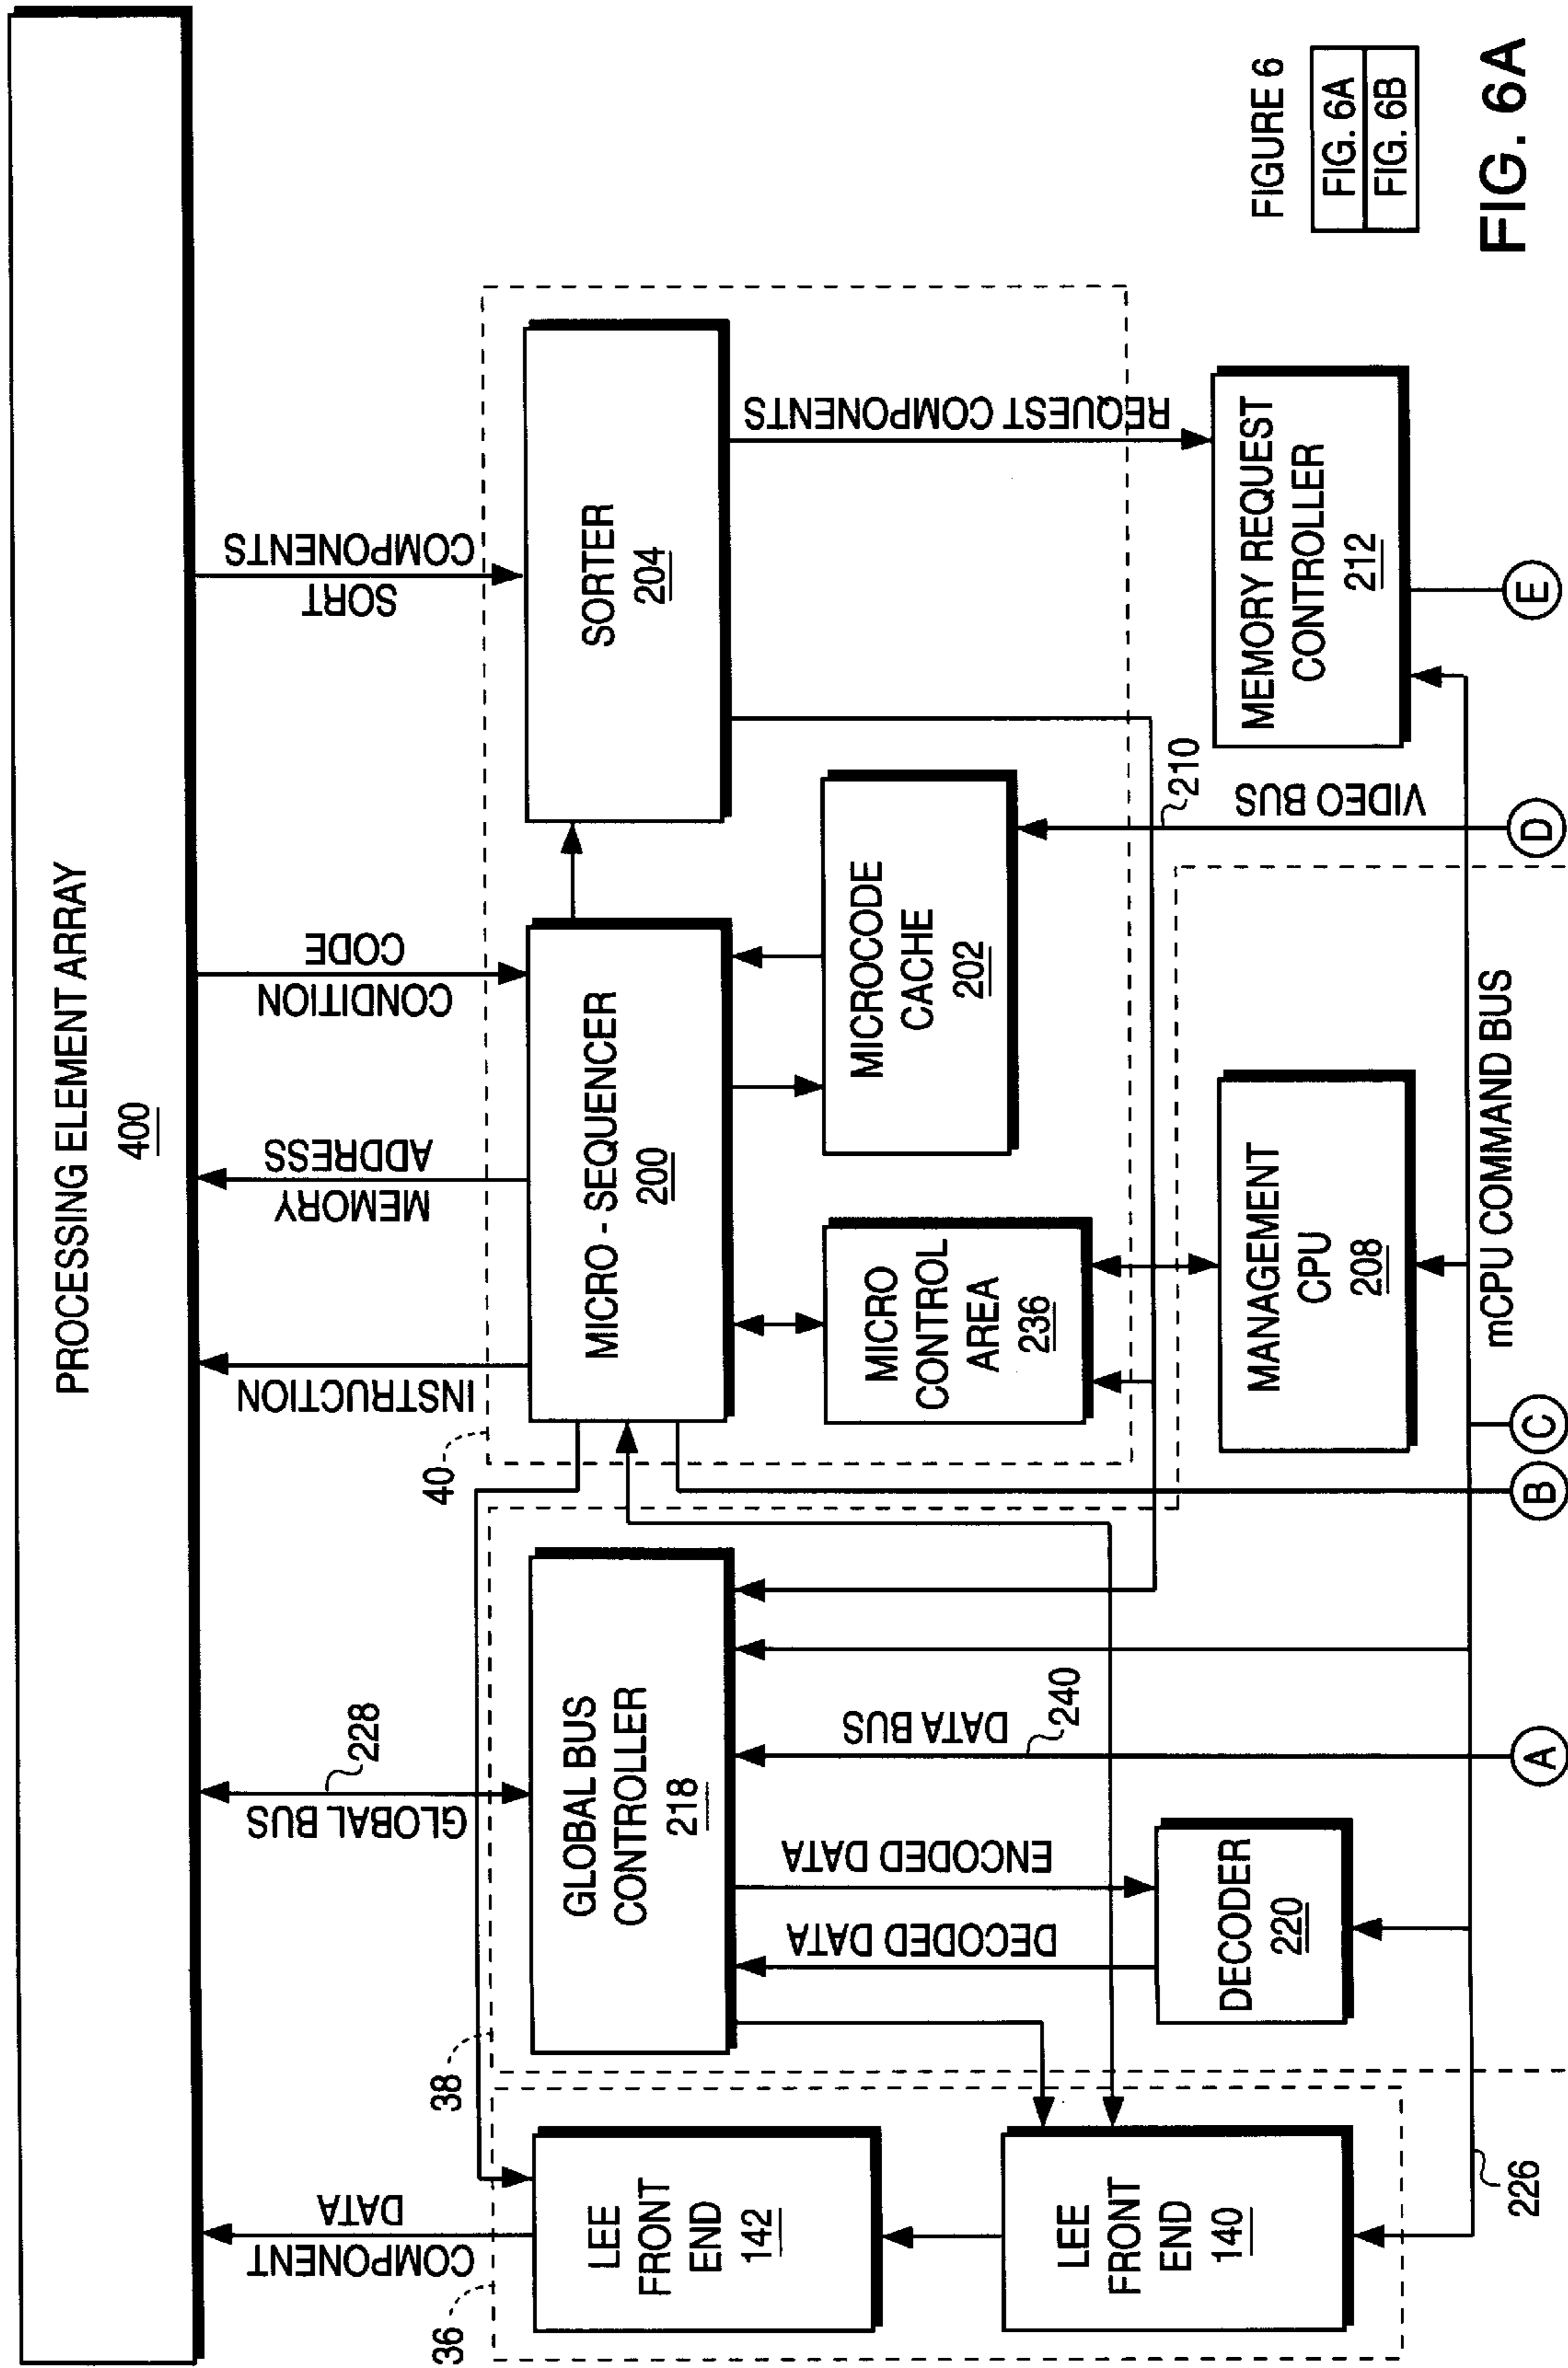 PROCESSING ELEMENT ARRAY
400
COMPONENT
DATA
GLOBAL BUS
228
INSTRUCTION
MEMORY
ADDRESS
CONDITION
CODE
SORT
COMPONENTS
36
38
40
LEE
FRONT
END
142
GLOBAL BUS
CONTROLLER
218
MICRO - SEQUENCER
200
SORTER
204
DECODED DATA
ENCODED DATA
DATA BUS
240
MICRO
CONTROL
AREA
236
MICROCODE
CACHE
202
REQUEST COMPONENTS
LEE
FRONT
END
140
DECODER
220
MANAGEMENT
CPU
208
VIDEO BUS
210
MEMORY REQUEST
CONTROLLER
212
226
mCPU COMMAND BUS
A
B
C
D
E
FIGURE 6
FIG. 6A
FIG. 6B
FIG. 6A